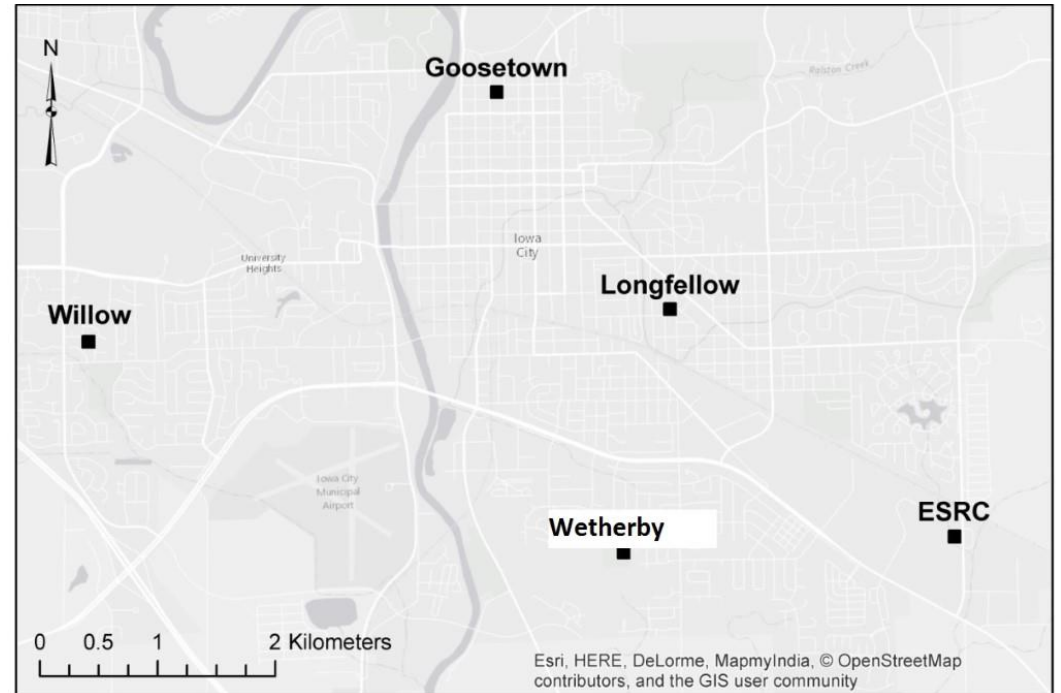 N
Goosetown
Ralston Creek
Iowa
City
University
Heights
Longfellow
Willow
Iowa City
Municipal
Airport
Wetherby
ESRC
0 0.5 1 2 Kilometers
Esri, HERE, DeLorme, MapmyIndia, © OpenStreetMap
contributors, and the GIS user community